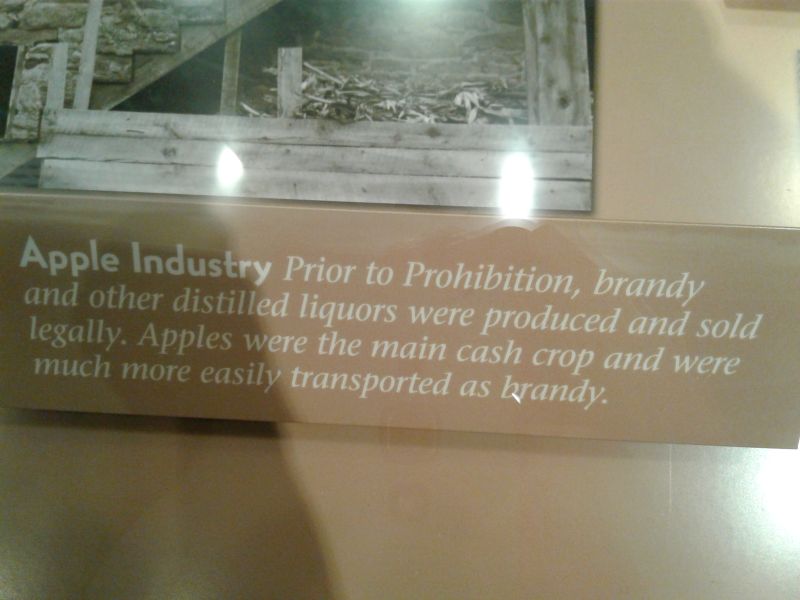 Apple Industry Prior to Prohibition, brandy
and other distilled liquors were produced and sold
legally. Apples were the main cash crop and were
much more easily transported as brandy.